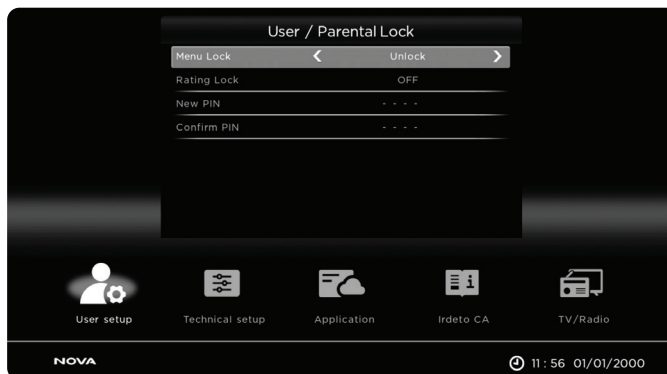 User / Parental Lock
Menu Lock Unlock
Rating Lock OFF
New PIN - - - -
Confirm PIN - - - -
User setup Technical setup Application Irdeto CA TV/Radio
NOVA 11 : 56 01/01/2000